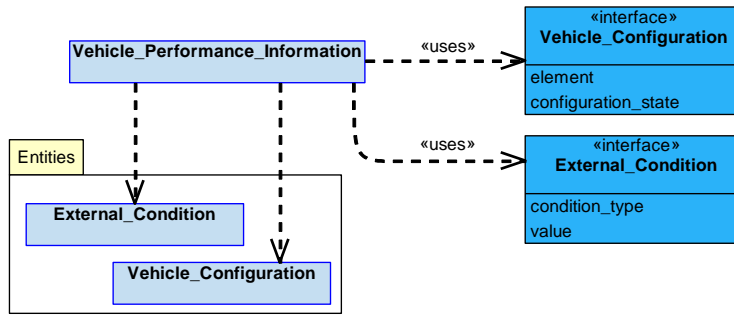 «interface»
Vehicle_Configuration
element
configuration_state
Vehicle_Performance_Information
«uses»
«uses»
«interface»
External_Condition
condition_type
value
Entities
External_Condition
Vehicle_Configuration